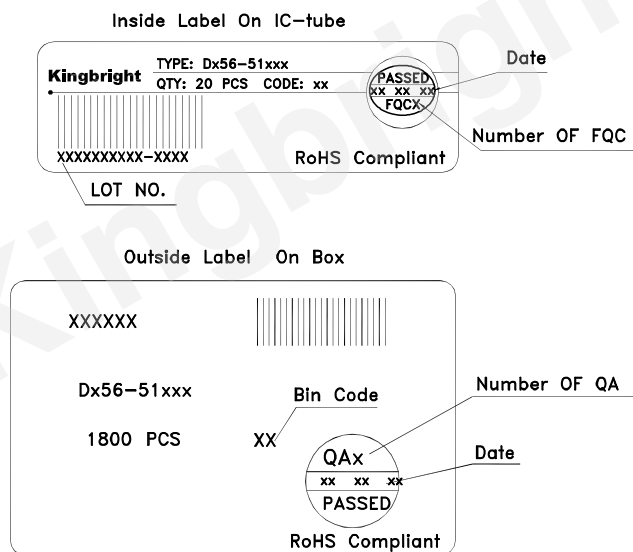 Inside Label On IC-tube
Date
Kingbright
TYPE: Dx56-51xxx
QTY: 20 PCS CODE: xx
PASSED
xx xx xx
FQCX
Number OF FQC
XXXXXXXXXX-XXXX
RoHS Compliant
LOT NO.
Outside Label On Box
XXXXXX
Dx56-51xxx
Bin Code
Number OF QA
1800 PCS
XX
QAx
Date
xx xx xx
PASSED
RoHS Compliant
Kingbright